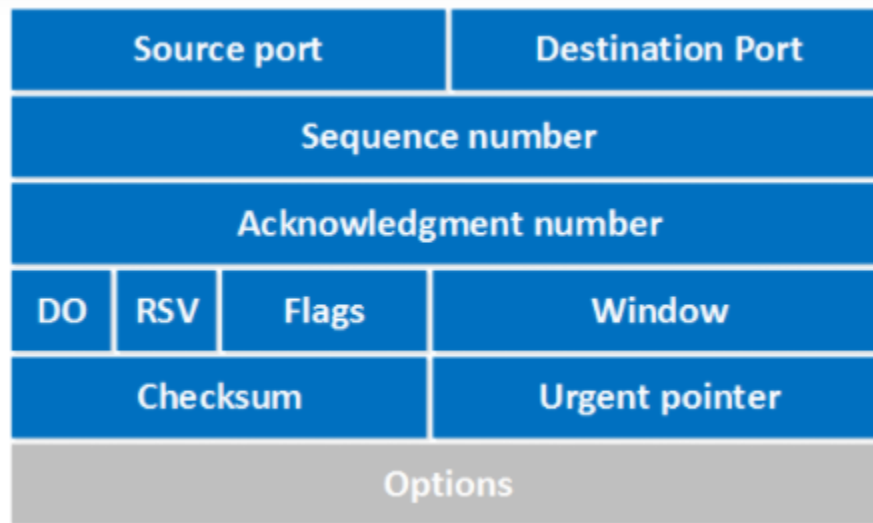 Source port Destination Port
Sequence number
Acknowledgment number
DO RSV Flags Window
Checksum Urgent pointer
Options